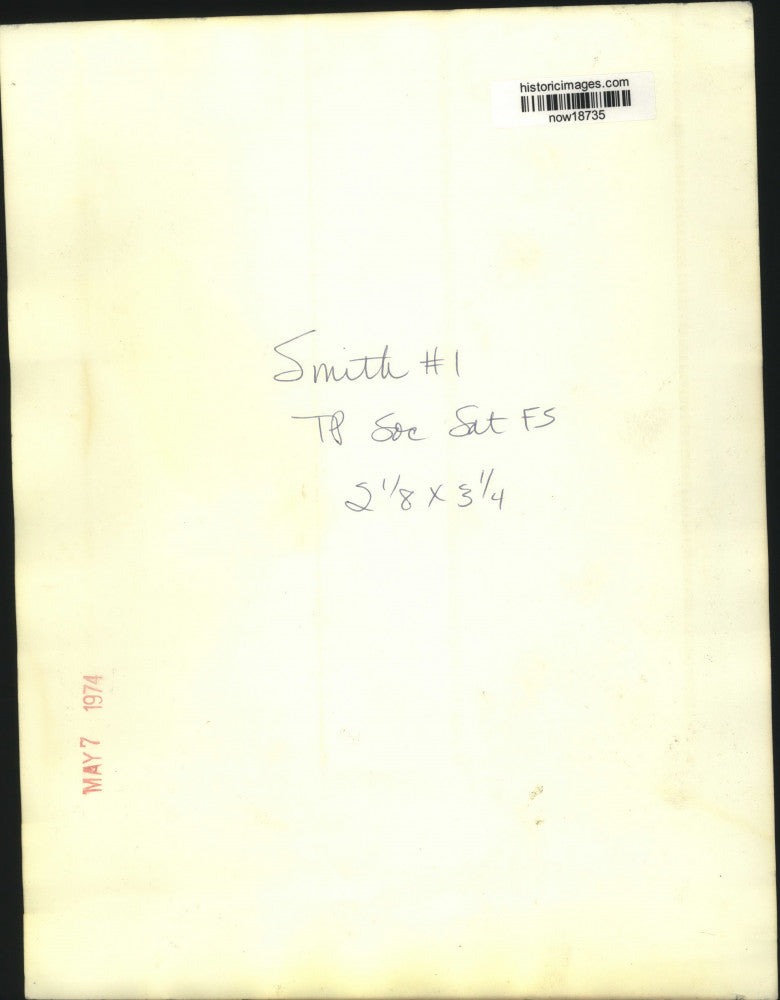 historicimages.com
now18735
Smith #1
TP Soc Sat FS
2 1/8 x 3 1/4
MAY 7 1974